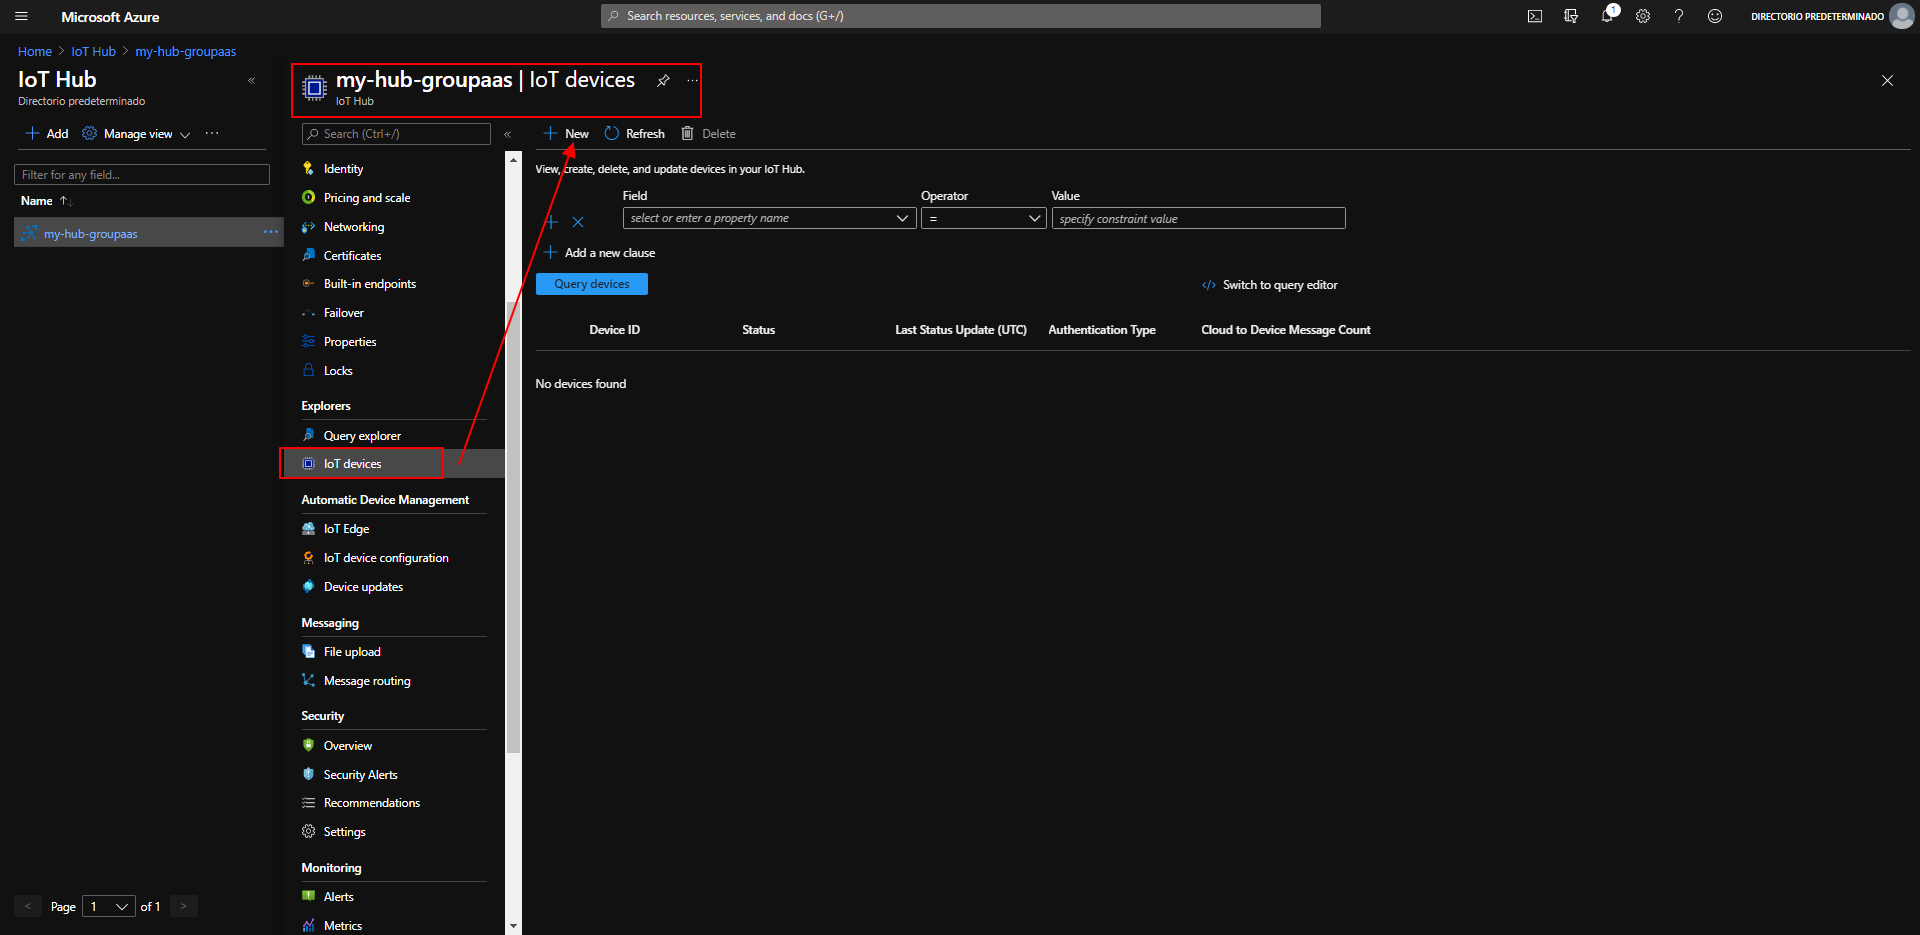 Microsoft Azure
Search resources, services, and docs (G+/)
1
DIRECTORIO PREDETERMINADO
Home > IoT Hub > my-hub-groupaas
IoT Hub
Directorio predeterminado
Add
Manage view
Filter for any field...
Name
my-hub-groupaas
Page 1 of 1
my-hub-groupaas | IoT devices
IoT Hub
Search (Ctrl+/)
Identity
Pricing and scale
Networking
Certificates
Built-in endpoints
Failover
Properties
Locks
Explorers
Query explorer
IoT devices
Automatic Device Management
IoT Edge
IoT device configuration
Device updates
Messaging
File upload
Message routing
Security
Overview
Security Alerts
Recommendations
Settings
Monitoring
Alerts
Metrics
New
Refresh
Delete
View, create, delete, and update devices in your IoT Hub.
Field
Operator
Value
select or enter a property name
=
specify constraint value
Add a new clause
Query devices
</> Switch to query editor
Device ID
Status
Last Status Update (UTC)
Authentication Type
Cloud to Device Message Count
No devices found